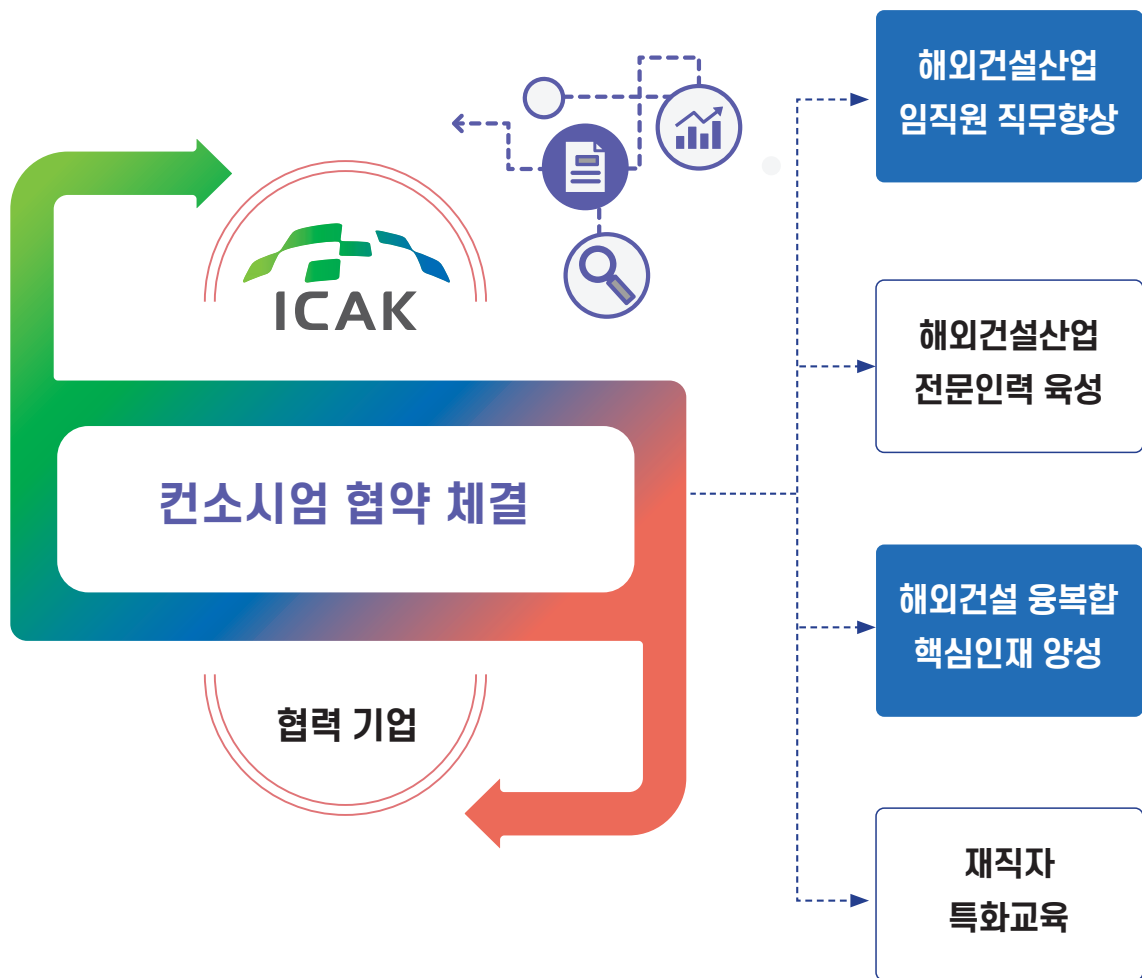 ICAK
컨소시엄 협약 체결
협력 기업
해외건설산업
임직원 직무향상
해외건설산업
전문인력 육성
해외건설 융복합
핵심인재 양성
재직자
특화교육